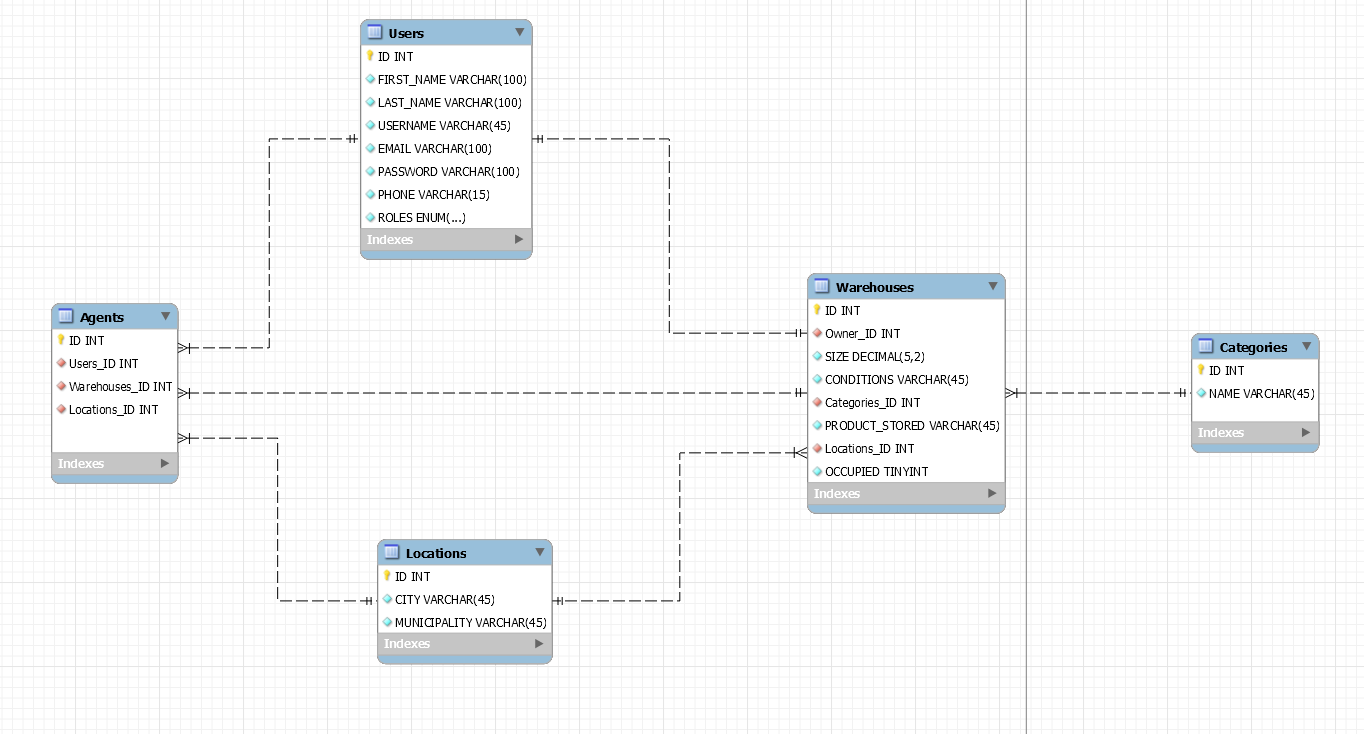 Users
ID INT
FIRST_NAME VARCHAR(100)
LAST_NAME VARCHAR(100)
USERNAME VARCHAR(45)
EMAIL VARCHAR(100)
PASSWORD VARCHAR(100)
PHONE VARCHAR(15)
ROLES ENUM(...)
Indexes
Agents
ID INT
Users_ID INT
Warehouses_ID INT
Locations_ID INT
Indexes
Warehouses
ID INT
Owner_ID INT
SIZE DECIMAL(5,2)
CONDITIONS VARCHAR(45)
Categories_ID INT
PRODUCT_STORED VARCHAR(45)
Locations_ID INT
OCCUPIED TINYINT
Indexes
Categories
ID INT
NAME VARCHAR(45)
Indexes
Locations
ID INT
CITY VARCHAR(45)
MUNICIPALITY VARCHAR(45)
Indexes